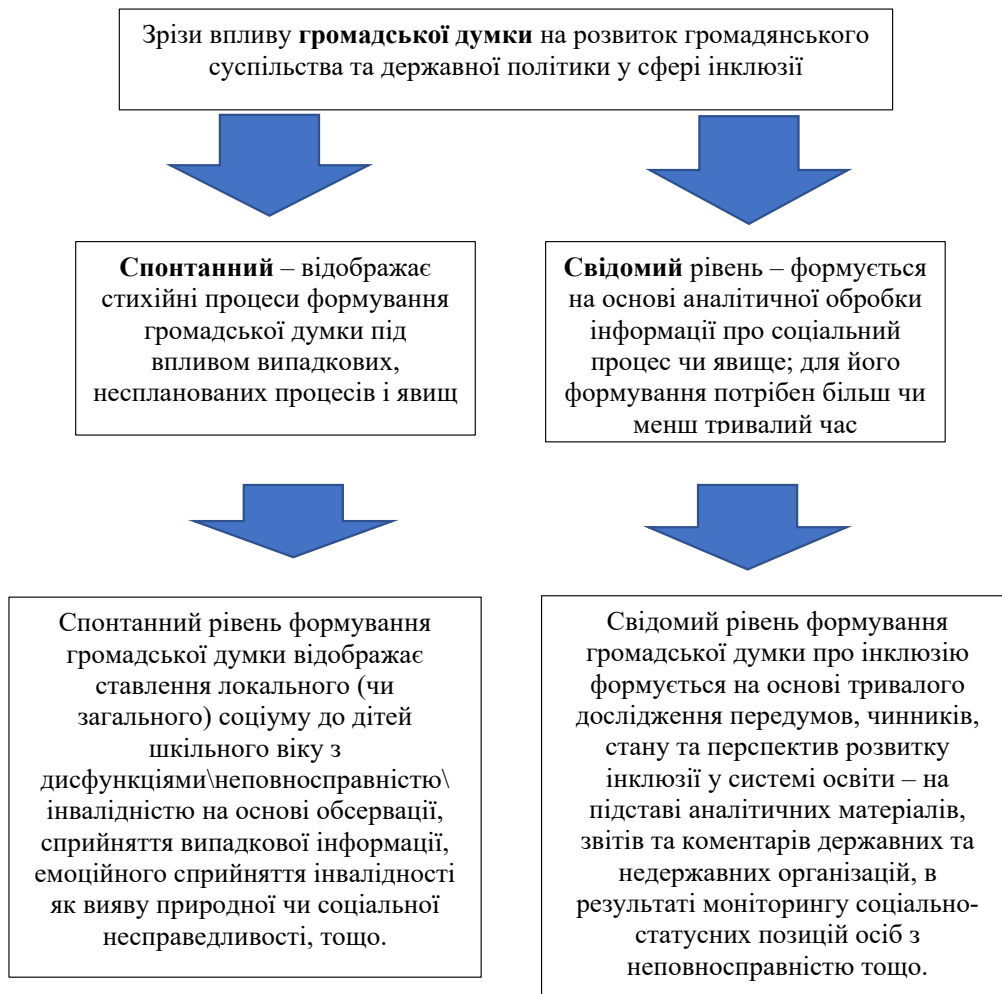 Зрізи впливу громадської думки на розвиток громадянського
суспільства та державної політики у сфері інклюзії
Спонтанний – відображає
стихійні процеси формування
громадської думки під
впливом випадкових,
неспланованих процесів і явищ
Свідомий рівень – формується
на основі аналітичної обробки
інформації про соціальний
процес чи явище; для його
формування потрібен більш чи
менш тривалий час
Спонтанний рівень формування
громадської думки відображає
ставлення локального (чи
загального) соціуму до дітей
шкільного віку з
дисфункціями\неповносправністю\
інвалідністю на основі обсервації,
сприйняття випадкової інформації,
емоційного сприйняття інвалідності
як вияву природної чи соціальної
несправедливості, тощо.
Свідомий рівень формування
громадської думки про інклюзію
формується на основі тривалого
дослідження передумов, чинників,
стану та перспектив розвитку
інклюзії у системі освіти – на
підставі аналітичних матеріалів,
звітів та коментарів державних та
недержавних організацій, в
результаті моніторингу соціально-
статусних позицій осіб з
неповносправністю тощо.